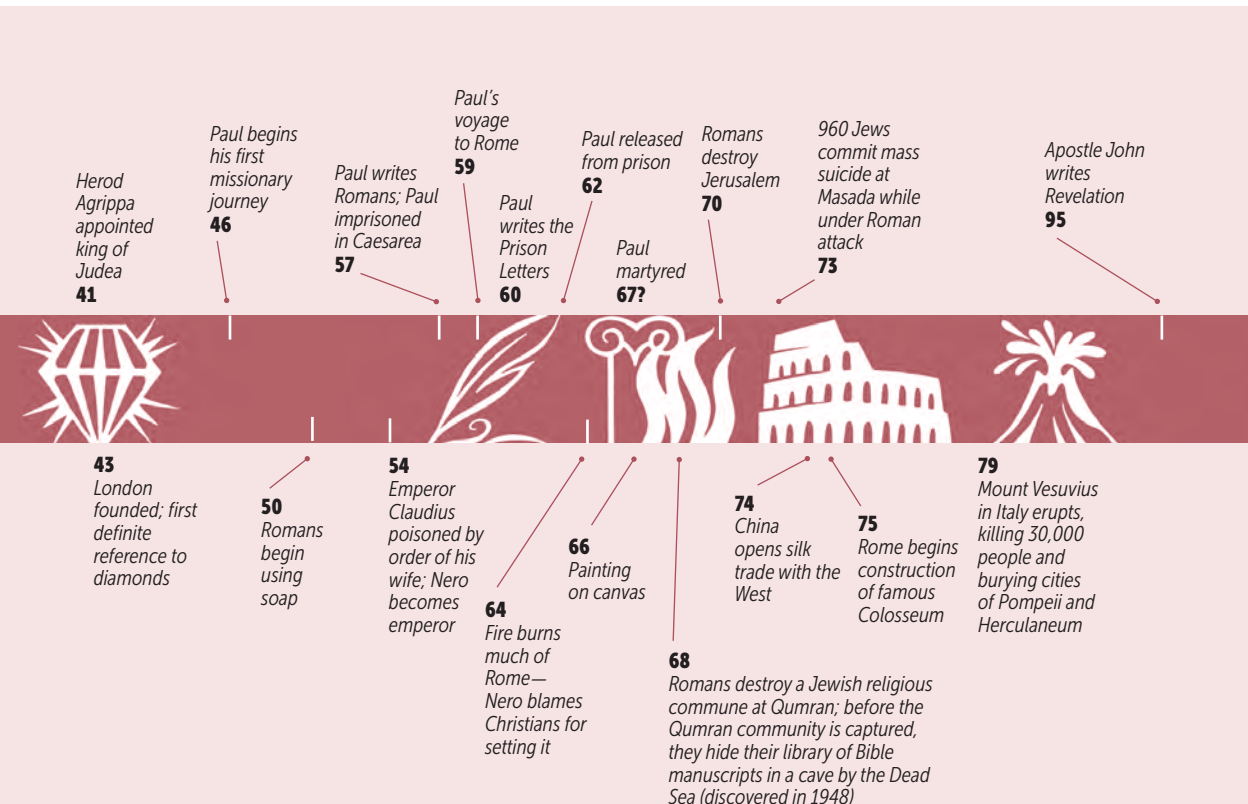 Herod
Agrippa
appointed
king of
Judea
41
Paul begins
his first
missionary
journey
46
Paul writes
Romans; Paul
imprisoned
in Caesarea
57
Paul's
voyage
to Rome
59
Paul
writes the
Prison
Letters
60
Paul released
from prison
62
Paul
martyred
67?
Romans
destroy
Jerusalem
70
960 Jews
commit mass
suicide at
Masada while
under Roman
attack
73
Apostle John
writes
Revelation
95
43
London
founded; first
definite
reference to
diamonds
50
Romans
begin
using
soap
54
Emperor
Claudius
poisoned by
order of his
wife; Nero
becomes
emperor
64
Fire burns
much of
Rome—
Nero blames
Christians for
setting it
66
Painting
on canvas
68
Romans destroy a Jewish religious
commune at Qumran; before the
Qumran community is captured,
they hide their library of Bible
manuscripts in a cave by the Dead
Sea (discovered in 1948)
74
China
opens silk
trade with the
West
75
Rome begins
construction
of famous
Colosseum
79
Mount Vesuvius
in Italy erupts,
killing 30,000
people and
burying cities
of Pompeii and
Herculaneum